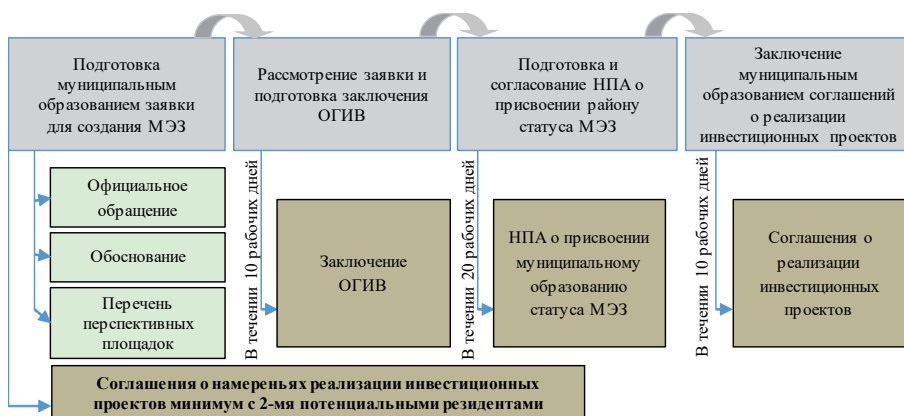 Подготовка
муниципальным
образованием заявки
для создания МЭЗ
Рассмотрение заявки и
подготовка заключения
ОГИВ
Подготовка и
согласование НПА о
присвоении району
статуса МЭЗ
Заключение
муниципальным
образованием соглашений
о реализации
инвестиционных проектов
Официальное
обращение
Обоснование
Перечень
перспективных
площадок
В течении 10 рабочих дней
Заключение
ОГИВ
В течении 20 рабочих дней
НПА о присвоении
муниципальному
образованию
статуса МЭЗ
В течении 10 рабочих дней
Соглашения о
реализации
инвестиционных
проектов
Соглашения о намереньях реализации инвестиционных
проектов минимум с 2-мя потенциальными резидентами